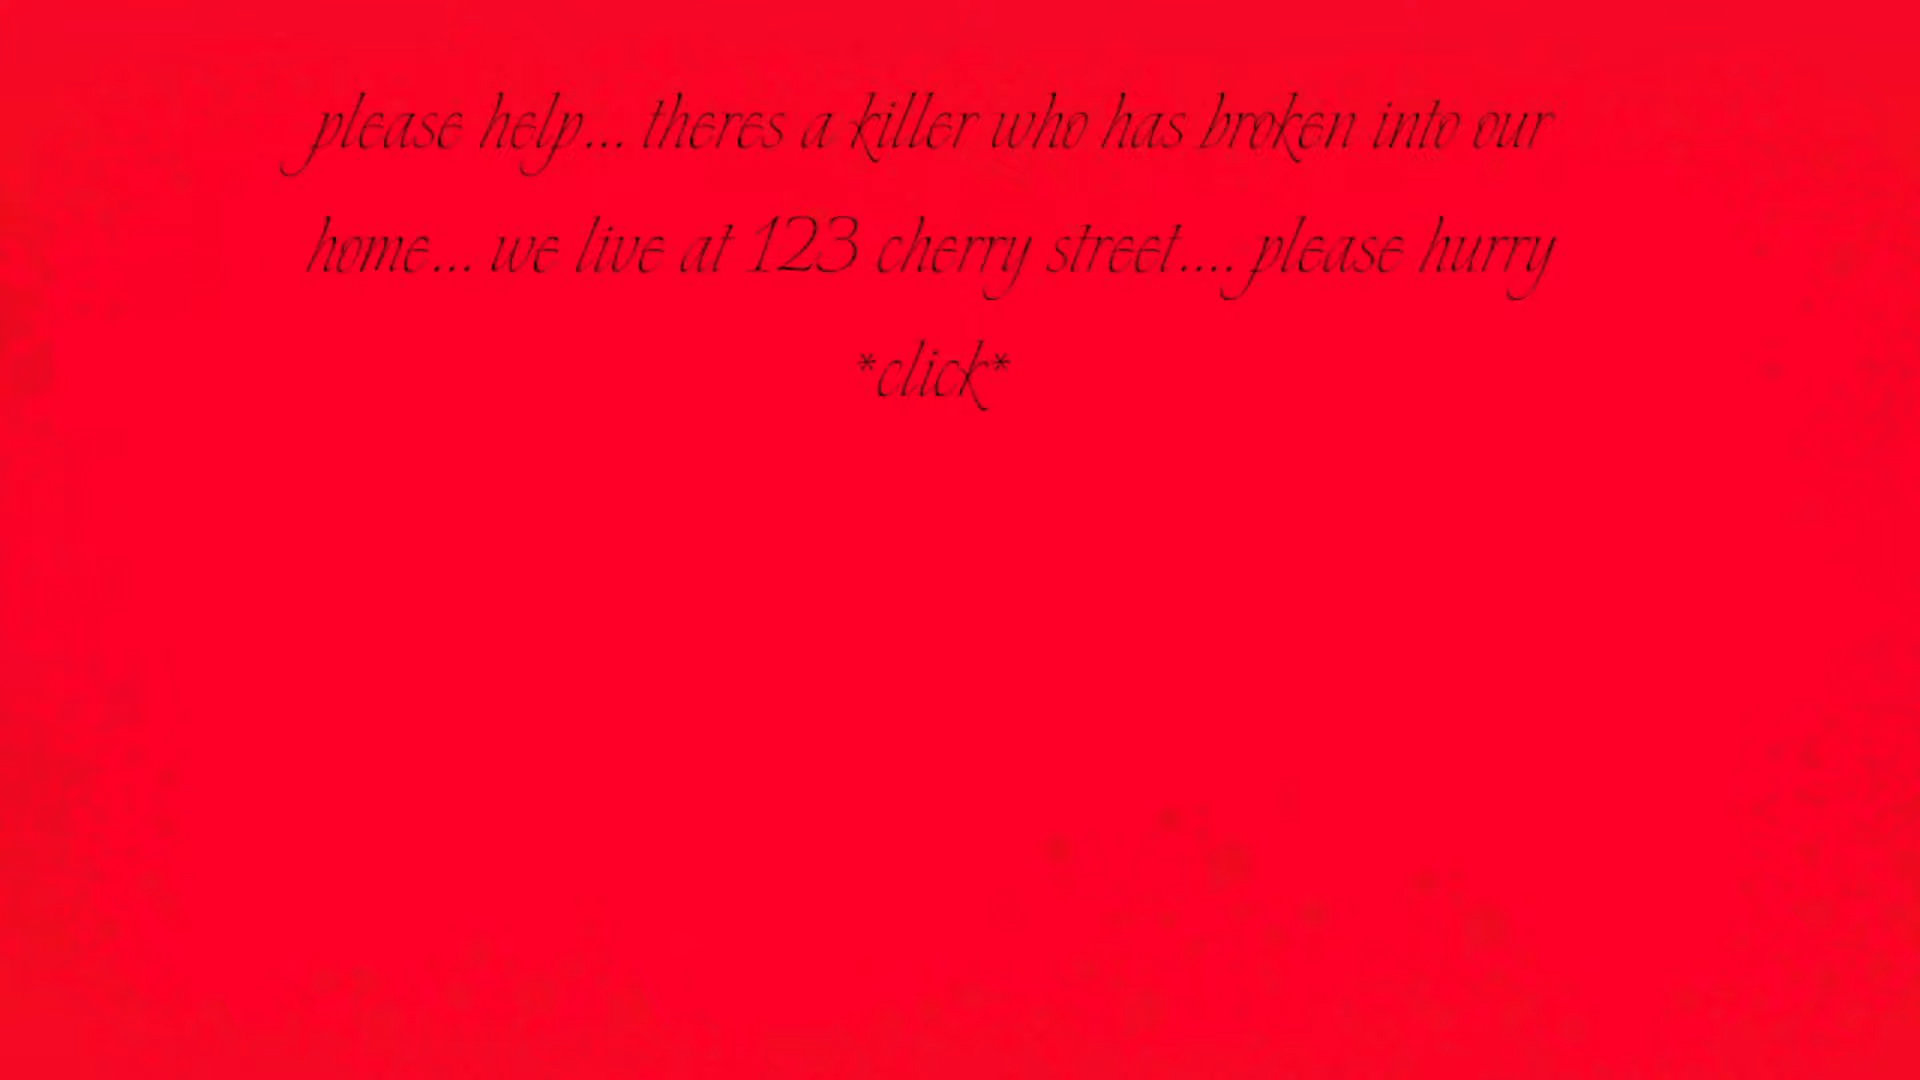 please help... theres a killer who has broken into our
home... we live at 123 cherry street.... please hurry
*click*